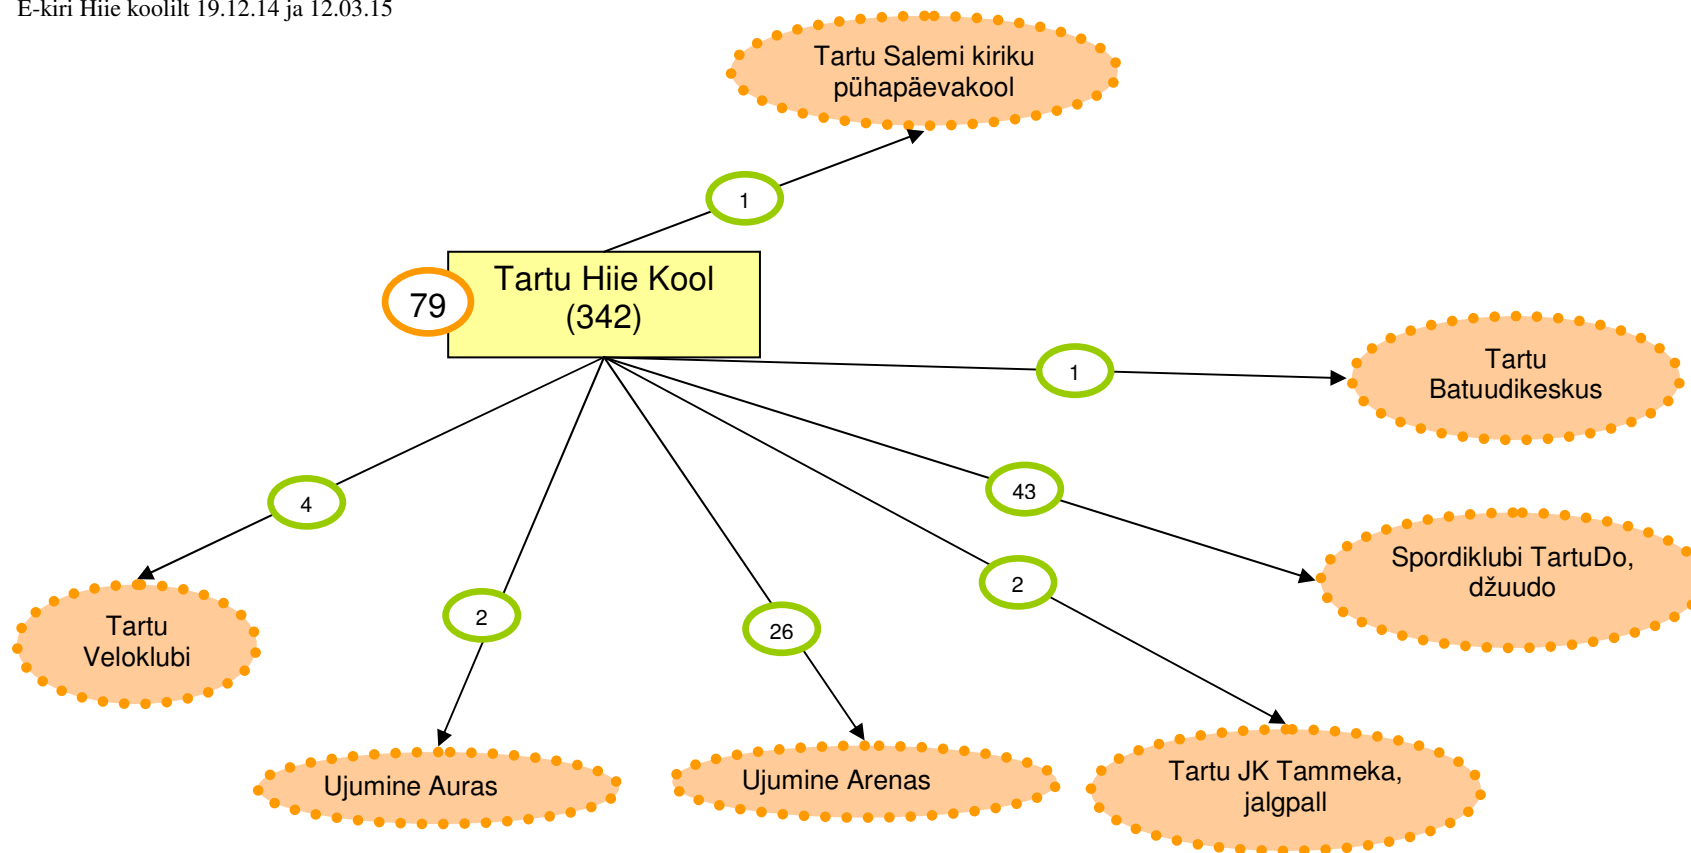 E-kiri Hiie koolilt 19.12.14 ja 12.03.15
Tartu Salemi kiriku
pühapäevakool
1
79
Tartu Hiie Kool
(342)
1
Tartu
Batuudikeskus
4
43
Spordiklubi TartuDo,
džuudo
2
2
26
Tartu
Veloklubi
Ujumine Auras
Ujumine Arenas
Tartu JK Tammeka,
jalgpall